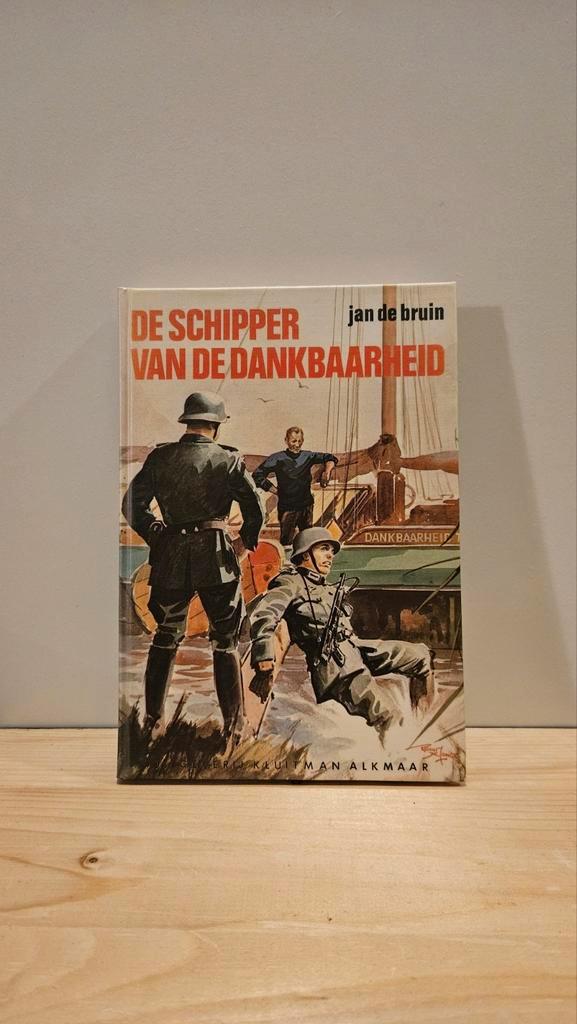 DE SCHIPPER
jan de bruin
VAN DE DANKBAARHEID
DANKBAARHEID
KLUITMAN ALKMAAR